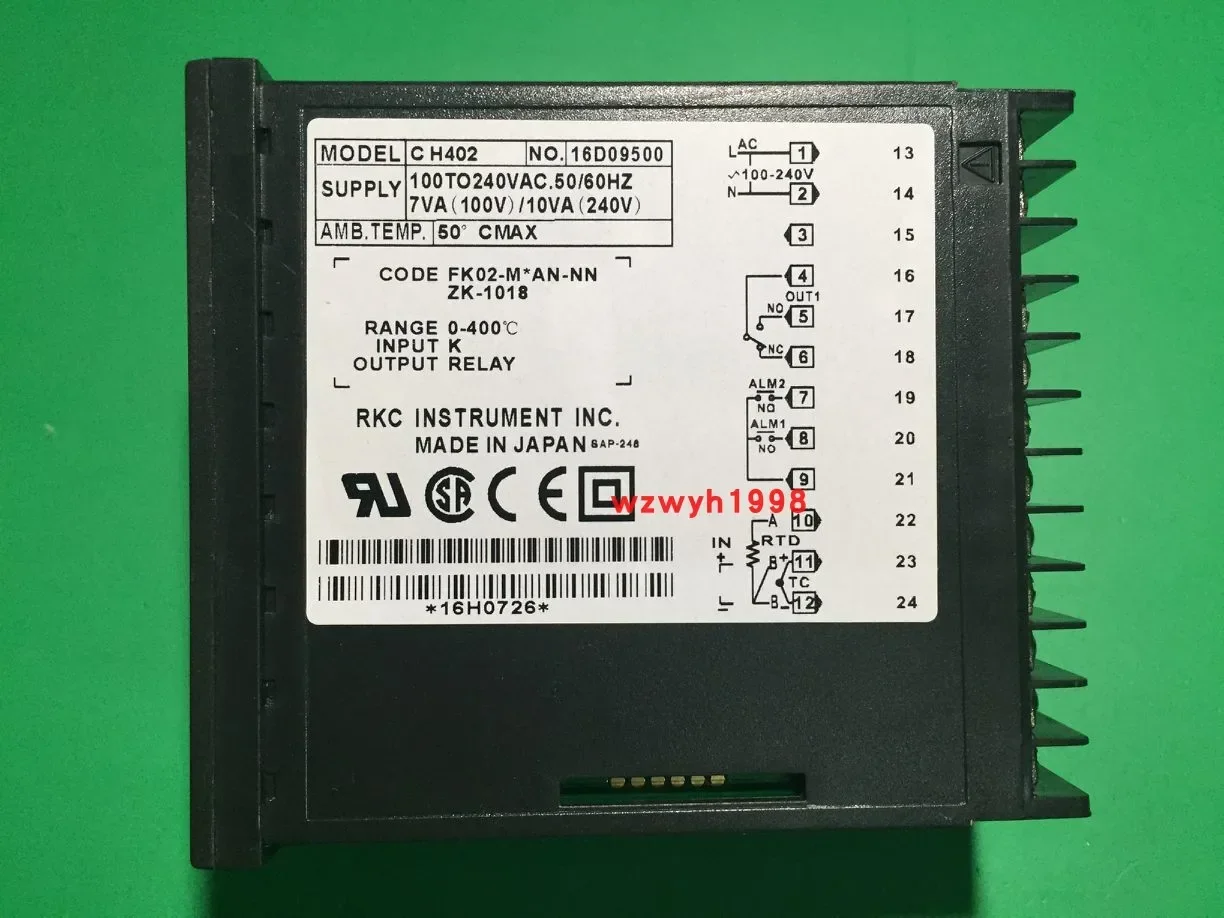 MODEL CH402 NO. 16D09500
SUPPLY 100TO240VAC.50/60HZ
7VA(100V)/10VA(240V)
AMB.TEMP. 50° CMAX
CODE FK02-M*AN-NN
ZK-1018
RANGE 0-400℃
INPUT K
OUTPUT RELAY
RKC INSTRUMENT INC.
MADE IN JAPAN SAP-248
CE
wzwyh1998
*16H0726*
L AC 1 13
~100-240V
N 2 14
3 15
4 16
OUT1
NO 5 17
NC 6 18
ALM2
NO 7 19
ALM1
NO 8 20
9 21
A 10 22
IN RTD
+ B + 11 23
TC
- B - 12 24